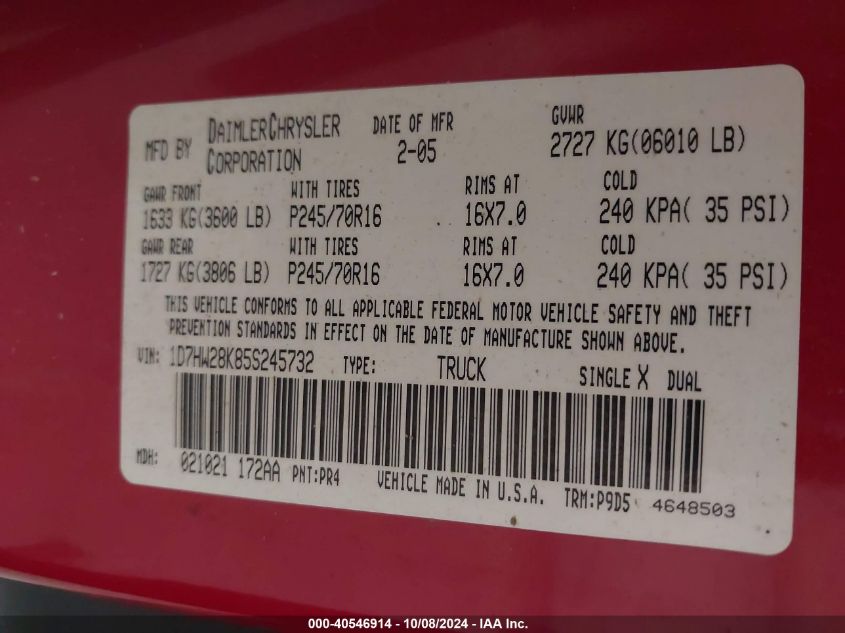 MFD BY DAIMLERCHRYSLER CORPORATION DATE OF MFR 2-05 GVWR 2727 KG(06010 LB)
GAWR FRONT WITH TIRES RIMS AT COLD
1633 KG(3600 LB) P245/70R16 16X7.0 240 KPA( 35 PSI)
GAWR REAR WITH TIRES RIMS AT COLD
1727 KG(3806 LB) P245/70R16 16X7.0 240 KPA( 35 PSI)
THIS VEHICLE CONFORMS TO ALL APPLICABLE FEDERAL MOTOR VEHICLE SAFETY AND THEFT
PREVENTION STANDARDS IN EFFECT ON THE DATE OF MANUFACTURE SHOWN ABOVE.
VIN: 1D7HW28K85S245732 TYPE: TRUCK SINGLE X DUAL
MDH: 021021 172AA PNT:PR4 VEHICLE MADE IN U.S.A. TRM:P9D5 4648503
000-40546914 - 10/08/2024 - IAA Inc.